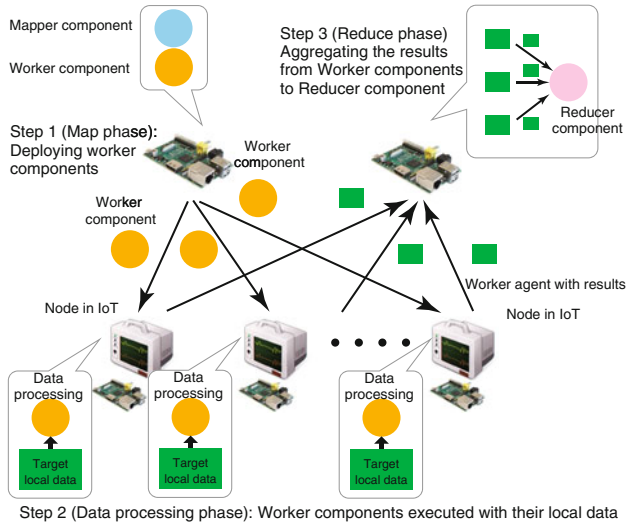 Mapper component
Worker component
Step 3 (Reduce phase)
Aggregating the results
from Worker components
to Reducer component
Reducer
component
Step 1 (Map phase):
Deploying worker
components
Worker
component
Worker
component
Worker agent with results
Node in IoT
Node in IoT
Data
processing
Target
local data
Data
processing
Target
local data
Data
processing
Target
local data
Step 2 (Data processing phase): Worker components executed with their local data